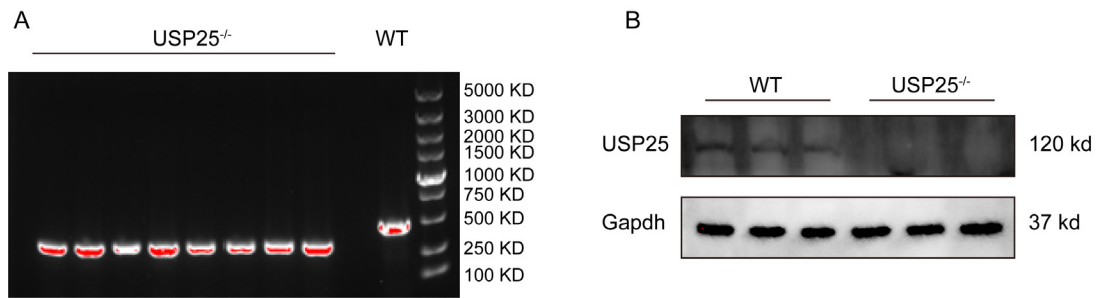 A
USP25-/-
WT
5000 KD
3000 KD
2000 KD
1500 KD
1000 KD
750 KD
500 KD
250 KD
100 KD
B
WT
USP25-/-
USP25
120 kd
Gapdh
37 kd